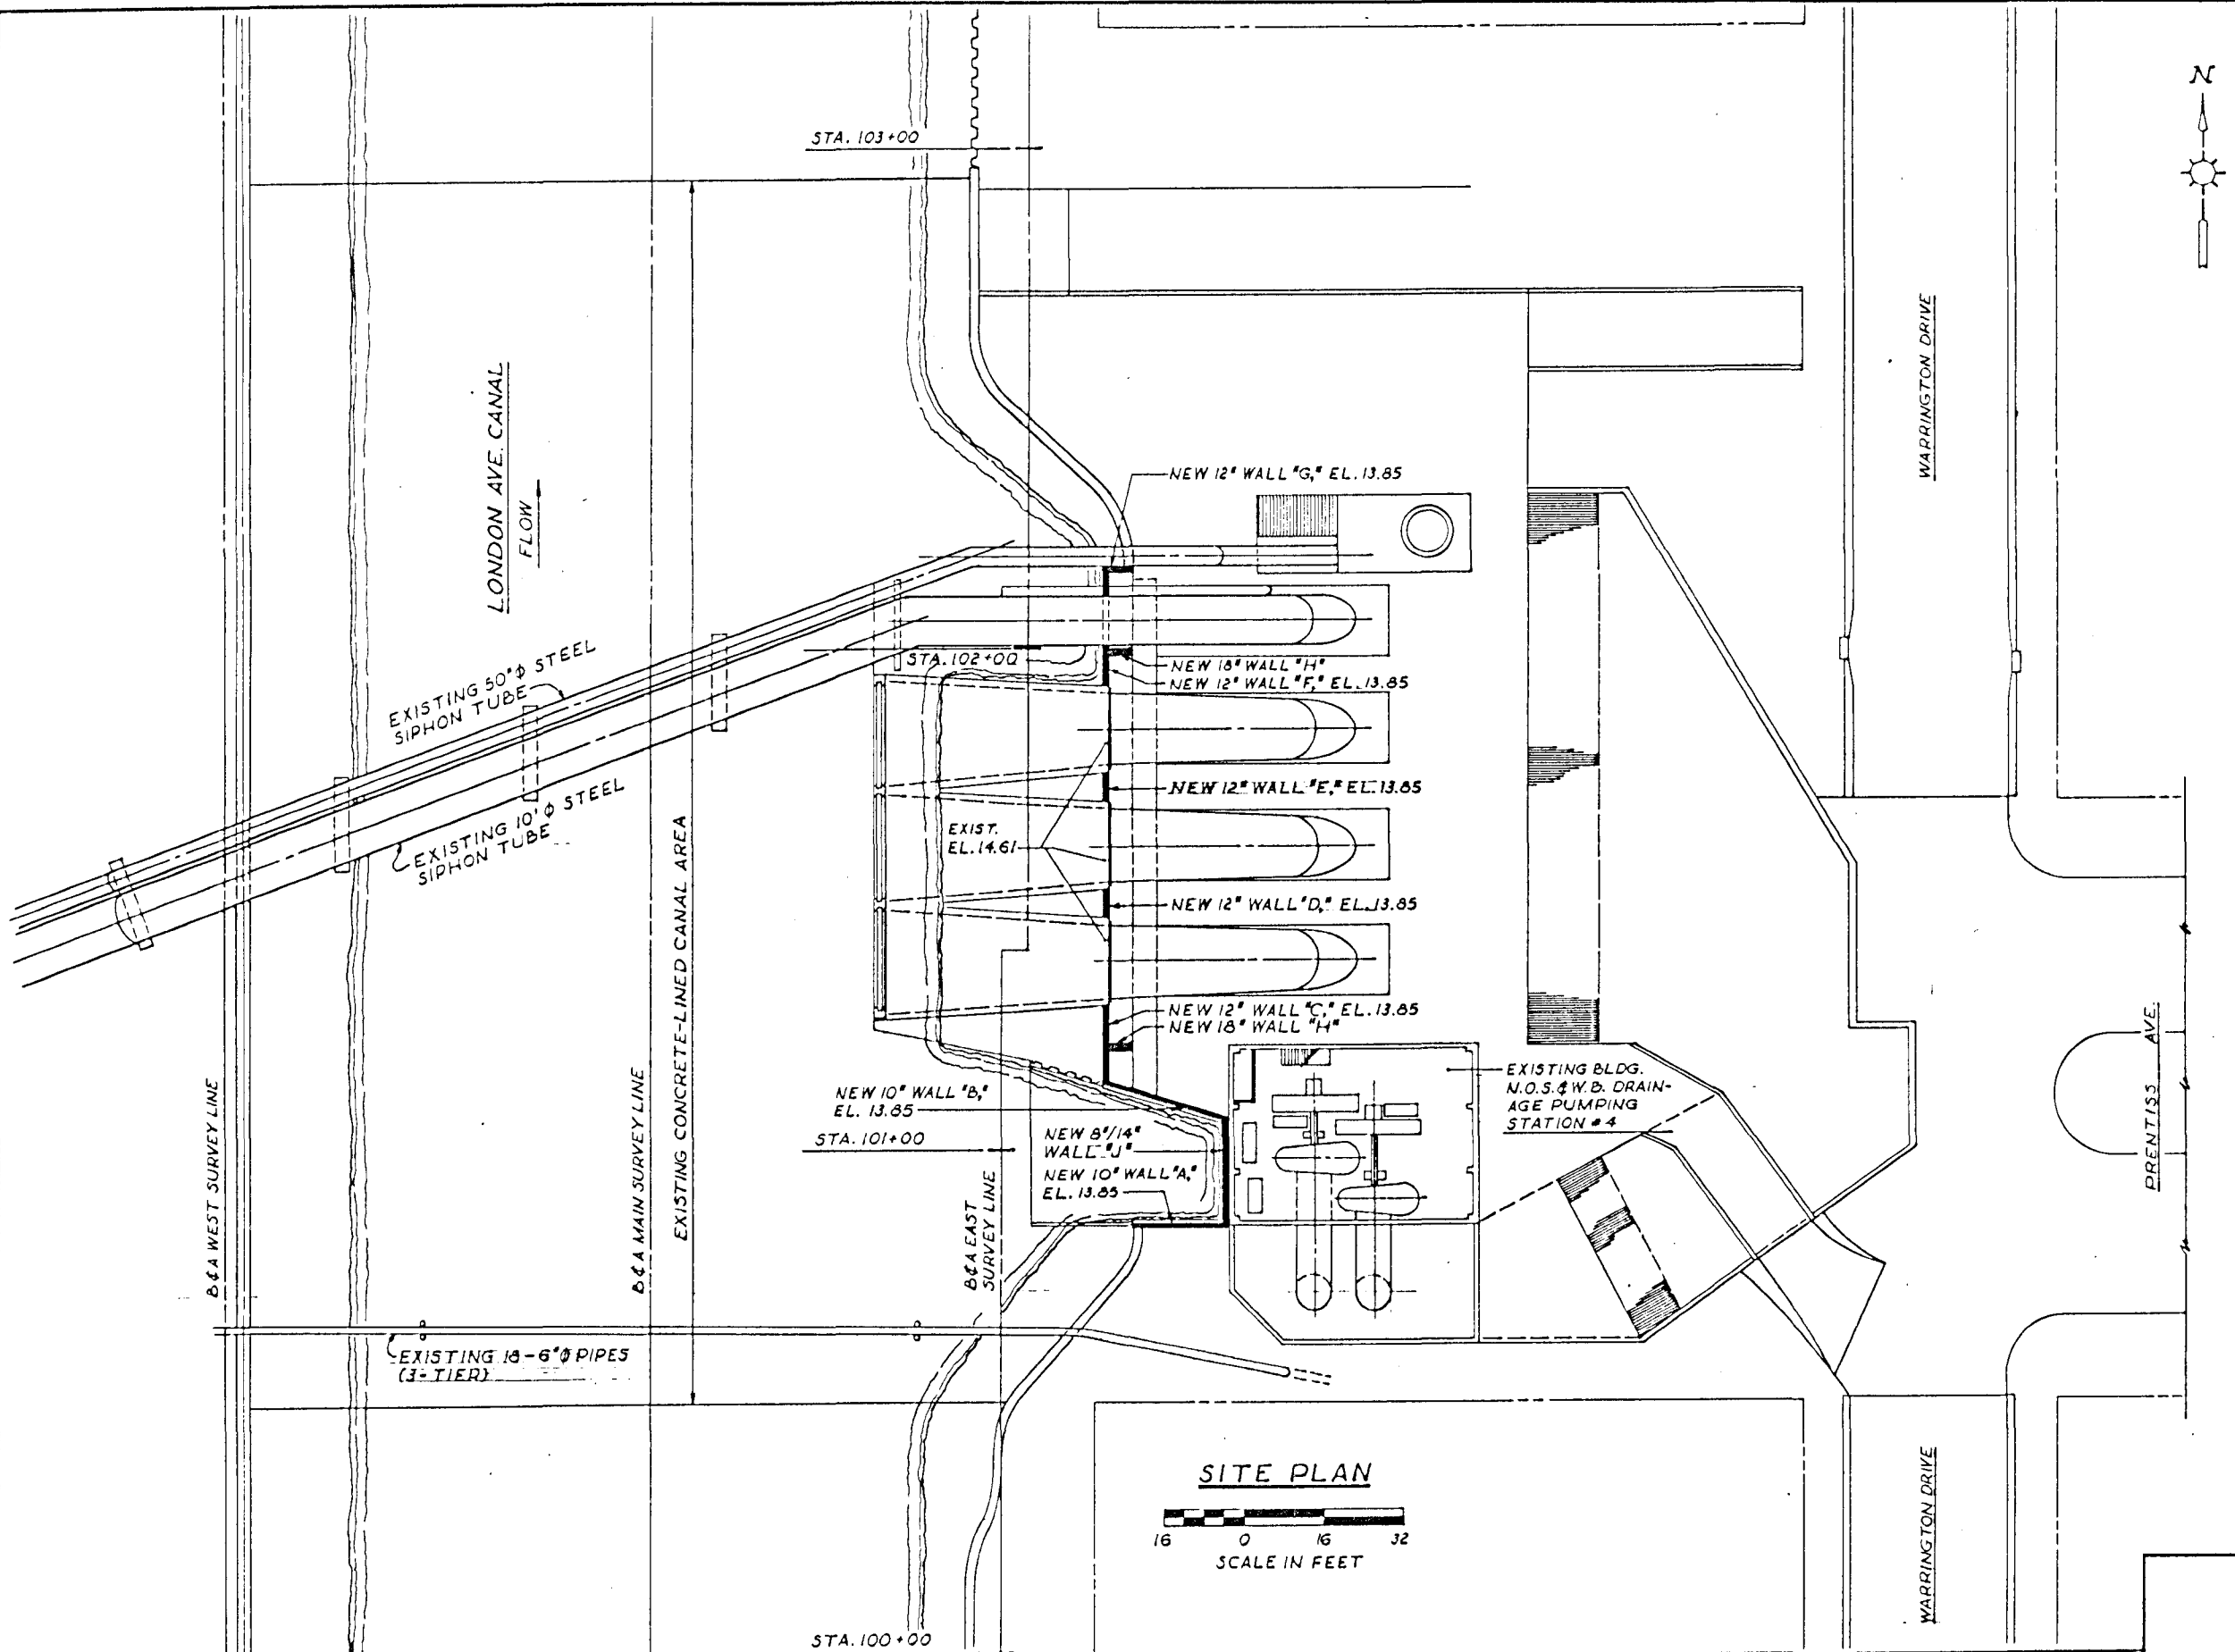 N
STA. 103+00
WARRINGTON DRIVE
LONDON AVE. CANAL
FLOW
NEW 12" WALL "G," EL. 13.85
EXISTING 50"ϕ STEEL
SIPHON TUBE
STA. 102+00
NEW 18" WALL "H"
NEW 12" WALL "F," EL. 13.85
EXISTING 10'ϕ STEEL
SIPHON TUBE
NEW 12" WALL "E," EL. 13.85
EXIST.
EL. 14.61
NEW 12" WALL "D," EL. 13.85
EXISTING CONCRETE-LINED CANAL AREA
NEW 12" WALL "C," EL. 13.85
NEW 18" WALL "H"
B&A WEST SURVEY LINE
B&A MAIN SURVEY LINE
NEW 10" WALL "B,"
EL. 13.85
EXISTING BLDG.
N.O.S.&W.B. DRAIN-
AGE PUMPING
STATION #4
PRENTISS AVE.
STA. 101+00
NEW 8"/14"
WALL "J"
NEW 10" WALL "A,"
EL. 13.85
B&A EAST
SURVEY LINE
EXISTING 18-6"ϕ PIPES
(3-TIER)
SITE PLAN
16 0 16 32
SCALE IN FEET
WARRINGTON DRIVE
STA. 100+00